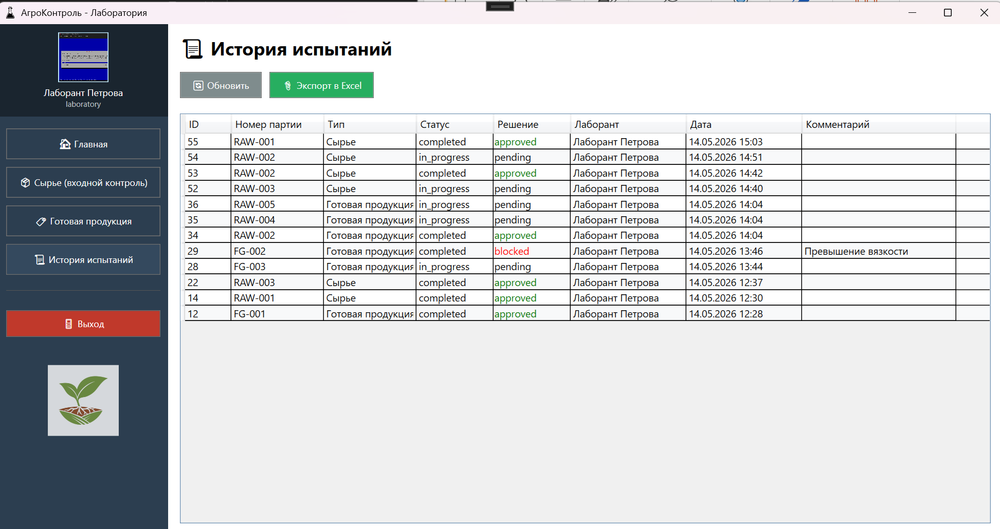 АгроКонтроль - Лаборатория
Лаборант Петрова
laboratory
Главная
Сырье (входной контроль)
Готовая продукция
История испытаний
Выход
История испытаний
Обновить Экспорт в Excel
ID Номер партии Тип Статус Решение Лаборант Дата Комментарий
55 RAW-001 Сырье completed approved Лаборант Петрова 14.05.2026 15:03
54 RAW-002 Сырье in_progress pending Лаборант Петрова 14.05.2026 14:51
53 RAW-002 Сырье completed approved Лаборант Петрова 14.05.2026 14:42
52 RAW-003 Сырье in_progress pending Лаборант Петрова 14.05.2026 14:40
36 RAW-005 Готовая продукция in_progress pending Лаборант Петрова 14.05.2026 14:04
35 RAW-004 Готовая продукция in_progress pending Лаборант Петрова 14.05.2026 14:04
34 RAW-002 Готовая продукция completed approved Лаборант Петрова 14.05.2026 14:04
29 FG-002 Готовая продукция completed blocked Лаборант Петрова 14.05.2026 13:46 Превышение вязкости
28 FG-003 Готовая продукция in_progress pending Лаборант Петрова 14.05.2026 13:44
22 RAW-003 Сырье completed approved Лаборант Петрова 14.05.2026 12:37
14 RAW-001 Сырье completed approved Лаборант Петрова 14.05.2026 12:30
12 FG-001 Готовая продукция completed approved Лаборант Петрова 14.05.2026 12:28